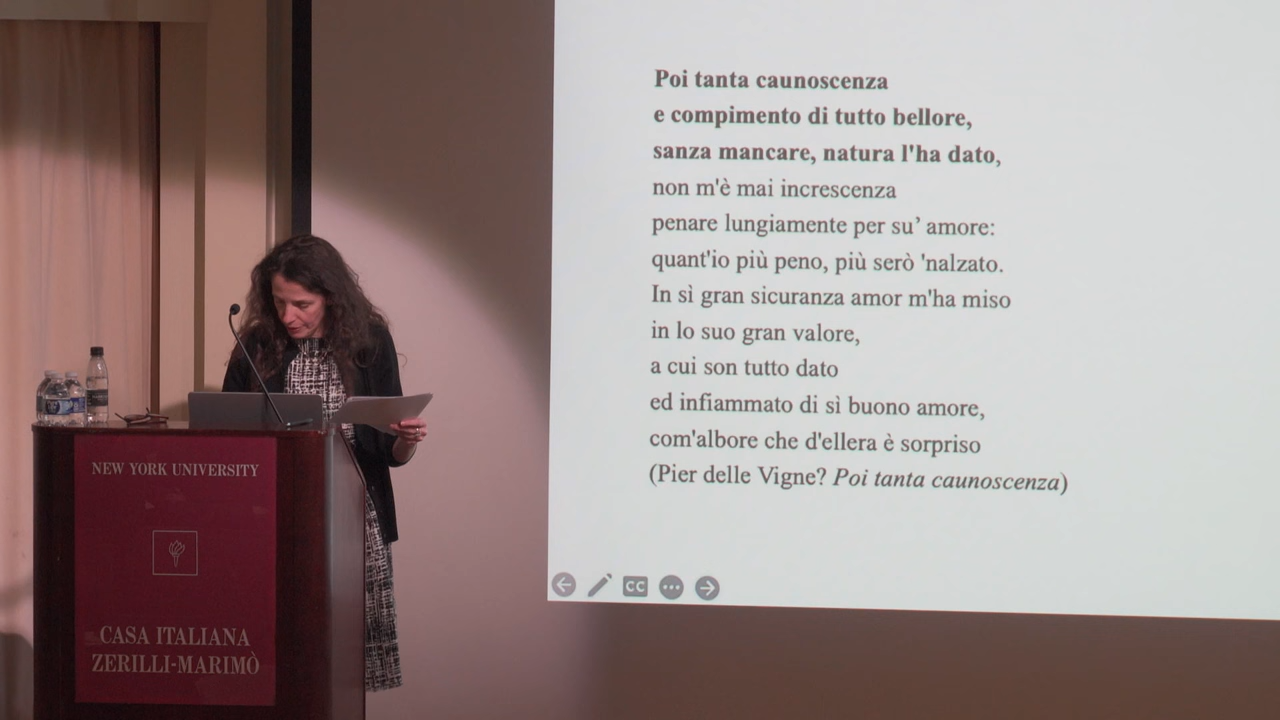 Poi tanta caunoscenza
e compimento di tutto bellore,
sanza mancare, natura l'ha dato,
non m'è mai increscenza
penare lungiamente per su’ amore:
quant'io più peno, più serò 'nalzato.
In sì gran sicuranza amor m'ha miso
in lo suo gran valore,
a cui son tutto dato
ed infiammato di sì buono amore,
com'albore che d'ellera è sorpriso
(Pier delle Vigne? Poi tanta caunoscenza)
CC
NEW YORK UNIVERSITY
CASA ITALIANA
ZERILLI-MARIMÒ